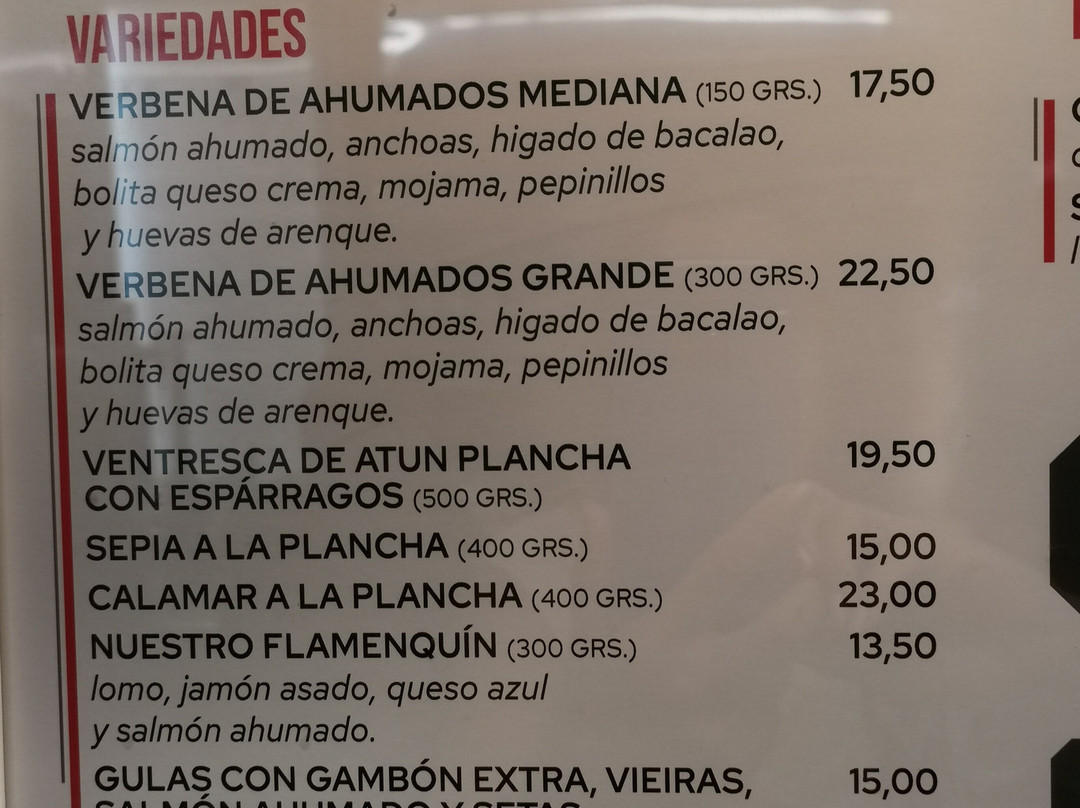 VARIEDADES
VERBENA DE AHUMADOS MEDIANA (150 GRS.) 17,50
salmón ahumado, anchoas, higado de bacalao,
bolita queso crema, mojama, pepinillos
y huevas de arenque.
VERBENA DE AHUMADOS GRANDE (300 GRS.) 22,50
salmón ahumado, anchoas, higado de bacalao,
bolita queso crema, mojama, pepinillos
y huevas de arenque.
VENTRESCA DE ATUN PLANCHA 19,50
CON ESPÁRRAGOS (500 GRS.)
SEPIA A LA PLANCHA (400 GRS.) 15,00
CALAMAR A LA PLANCHA (400 GRS.) 23,00
NUESTRO FLAMENQUÍN (300 GRS.) 13,50
lomo, jamón asado, queso azul
y salmón ahumado.
GULAS CON GAMBÓN EXTRA, VIEIRAS, 15,00
SALMÓN AHUMADO Y SETAS